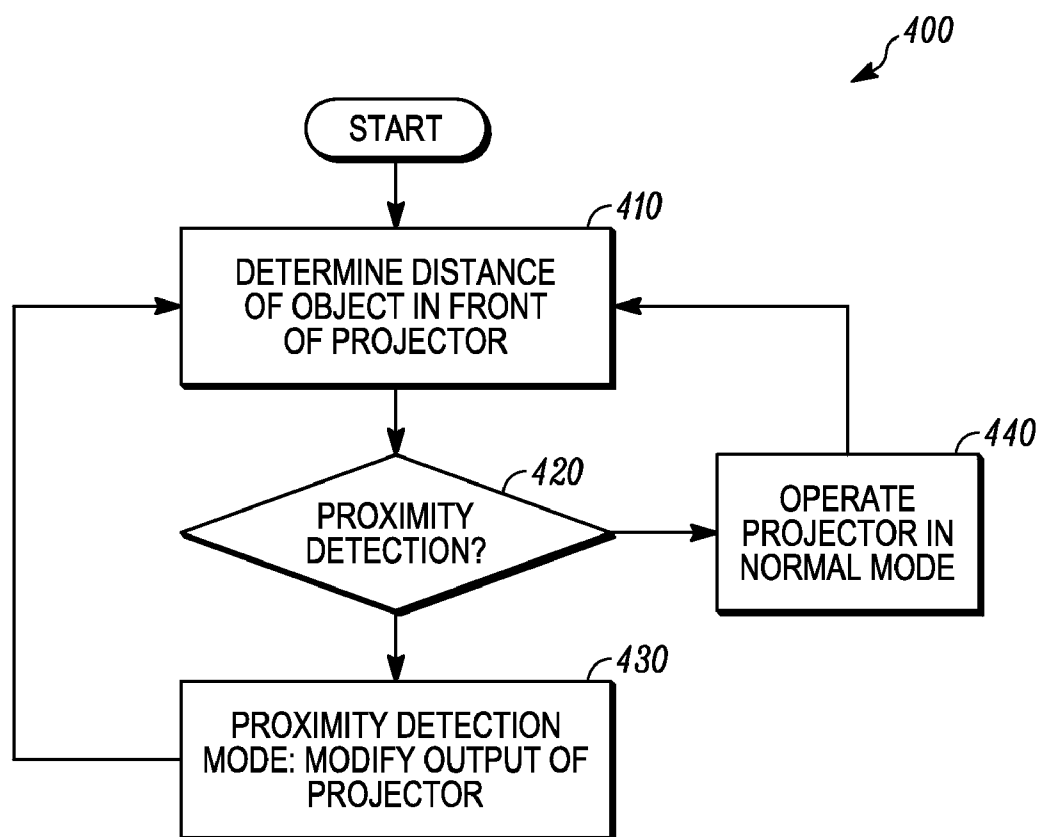 400
START
410
DETERMINE DISTANCE
OF OBJECT IN FRONT
OF PROJECTOR
420
PROXIMITY
DETECTION?
440
OPERATE
PROJECTOR IN
NORMAL MODE
430
PROXIMITY DETECTION
MODE: MODIFY OUTPUT OF
PROJECTOR